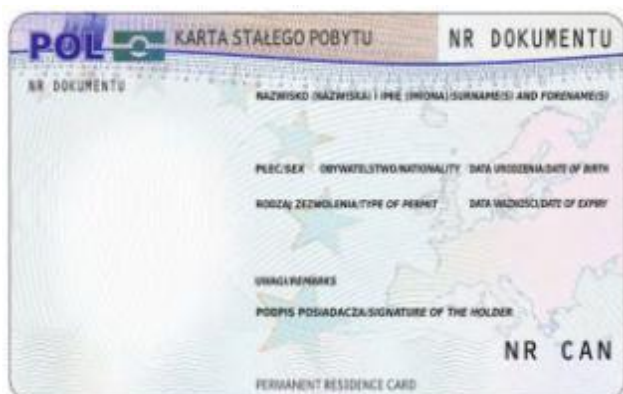 POL KARTA STAŁEGO POBYTU NR DOKUMENTU
NR DOKUMENTU
NAZWISKO (NAZWISKA) I IMIĘ (IMIONA)/SURNAME(S) AND FORENAME(S)
PŁEĆ/SEX OBYWATELSTWO/NATIONALITY DATA URODZENIA/DATE OF BIRTH
RODZAJ ZEZWOLENIA/TYPE OF PERMIT DATA WAŻNOŚCI/DATE OF EXPIRY
UWAGI/REMARKS
PODPIS POSIADACZA/SIGNATURE OF THE HOLDER
NR CAN
PERMANENT RESIDENCE CARD